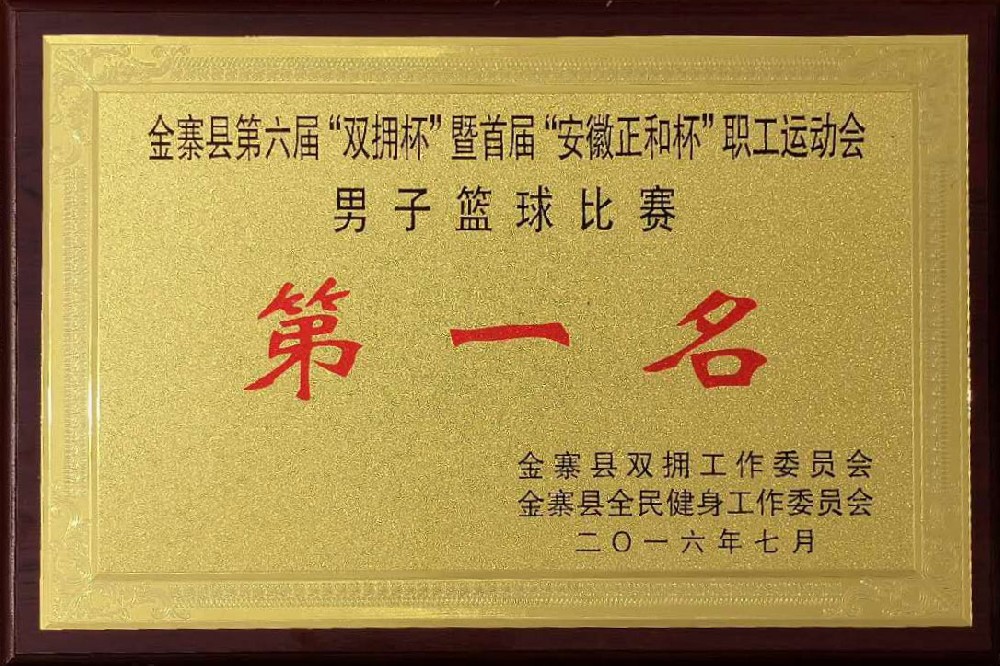 金寨县第六届“双拥杯”暨首届“安徽正和杯”职工运动会
男子篮球比赛
第一名
金寨县双拥工作委员会
金寨县全民健身工作委员会
二〇一六年七月